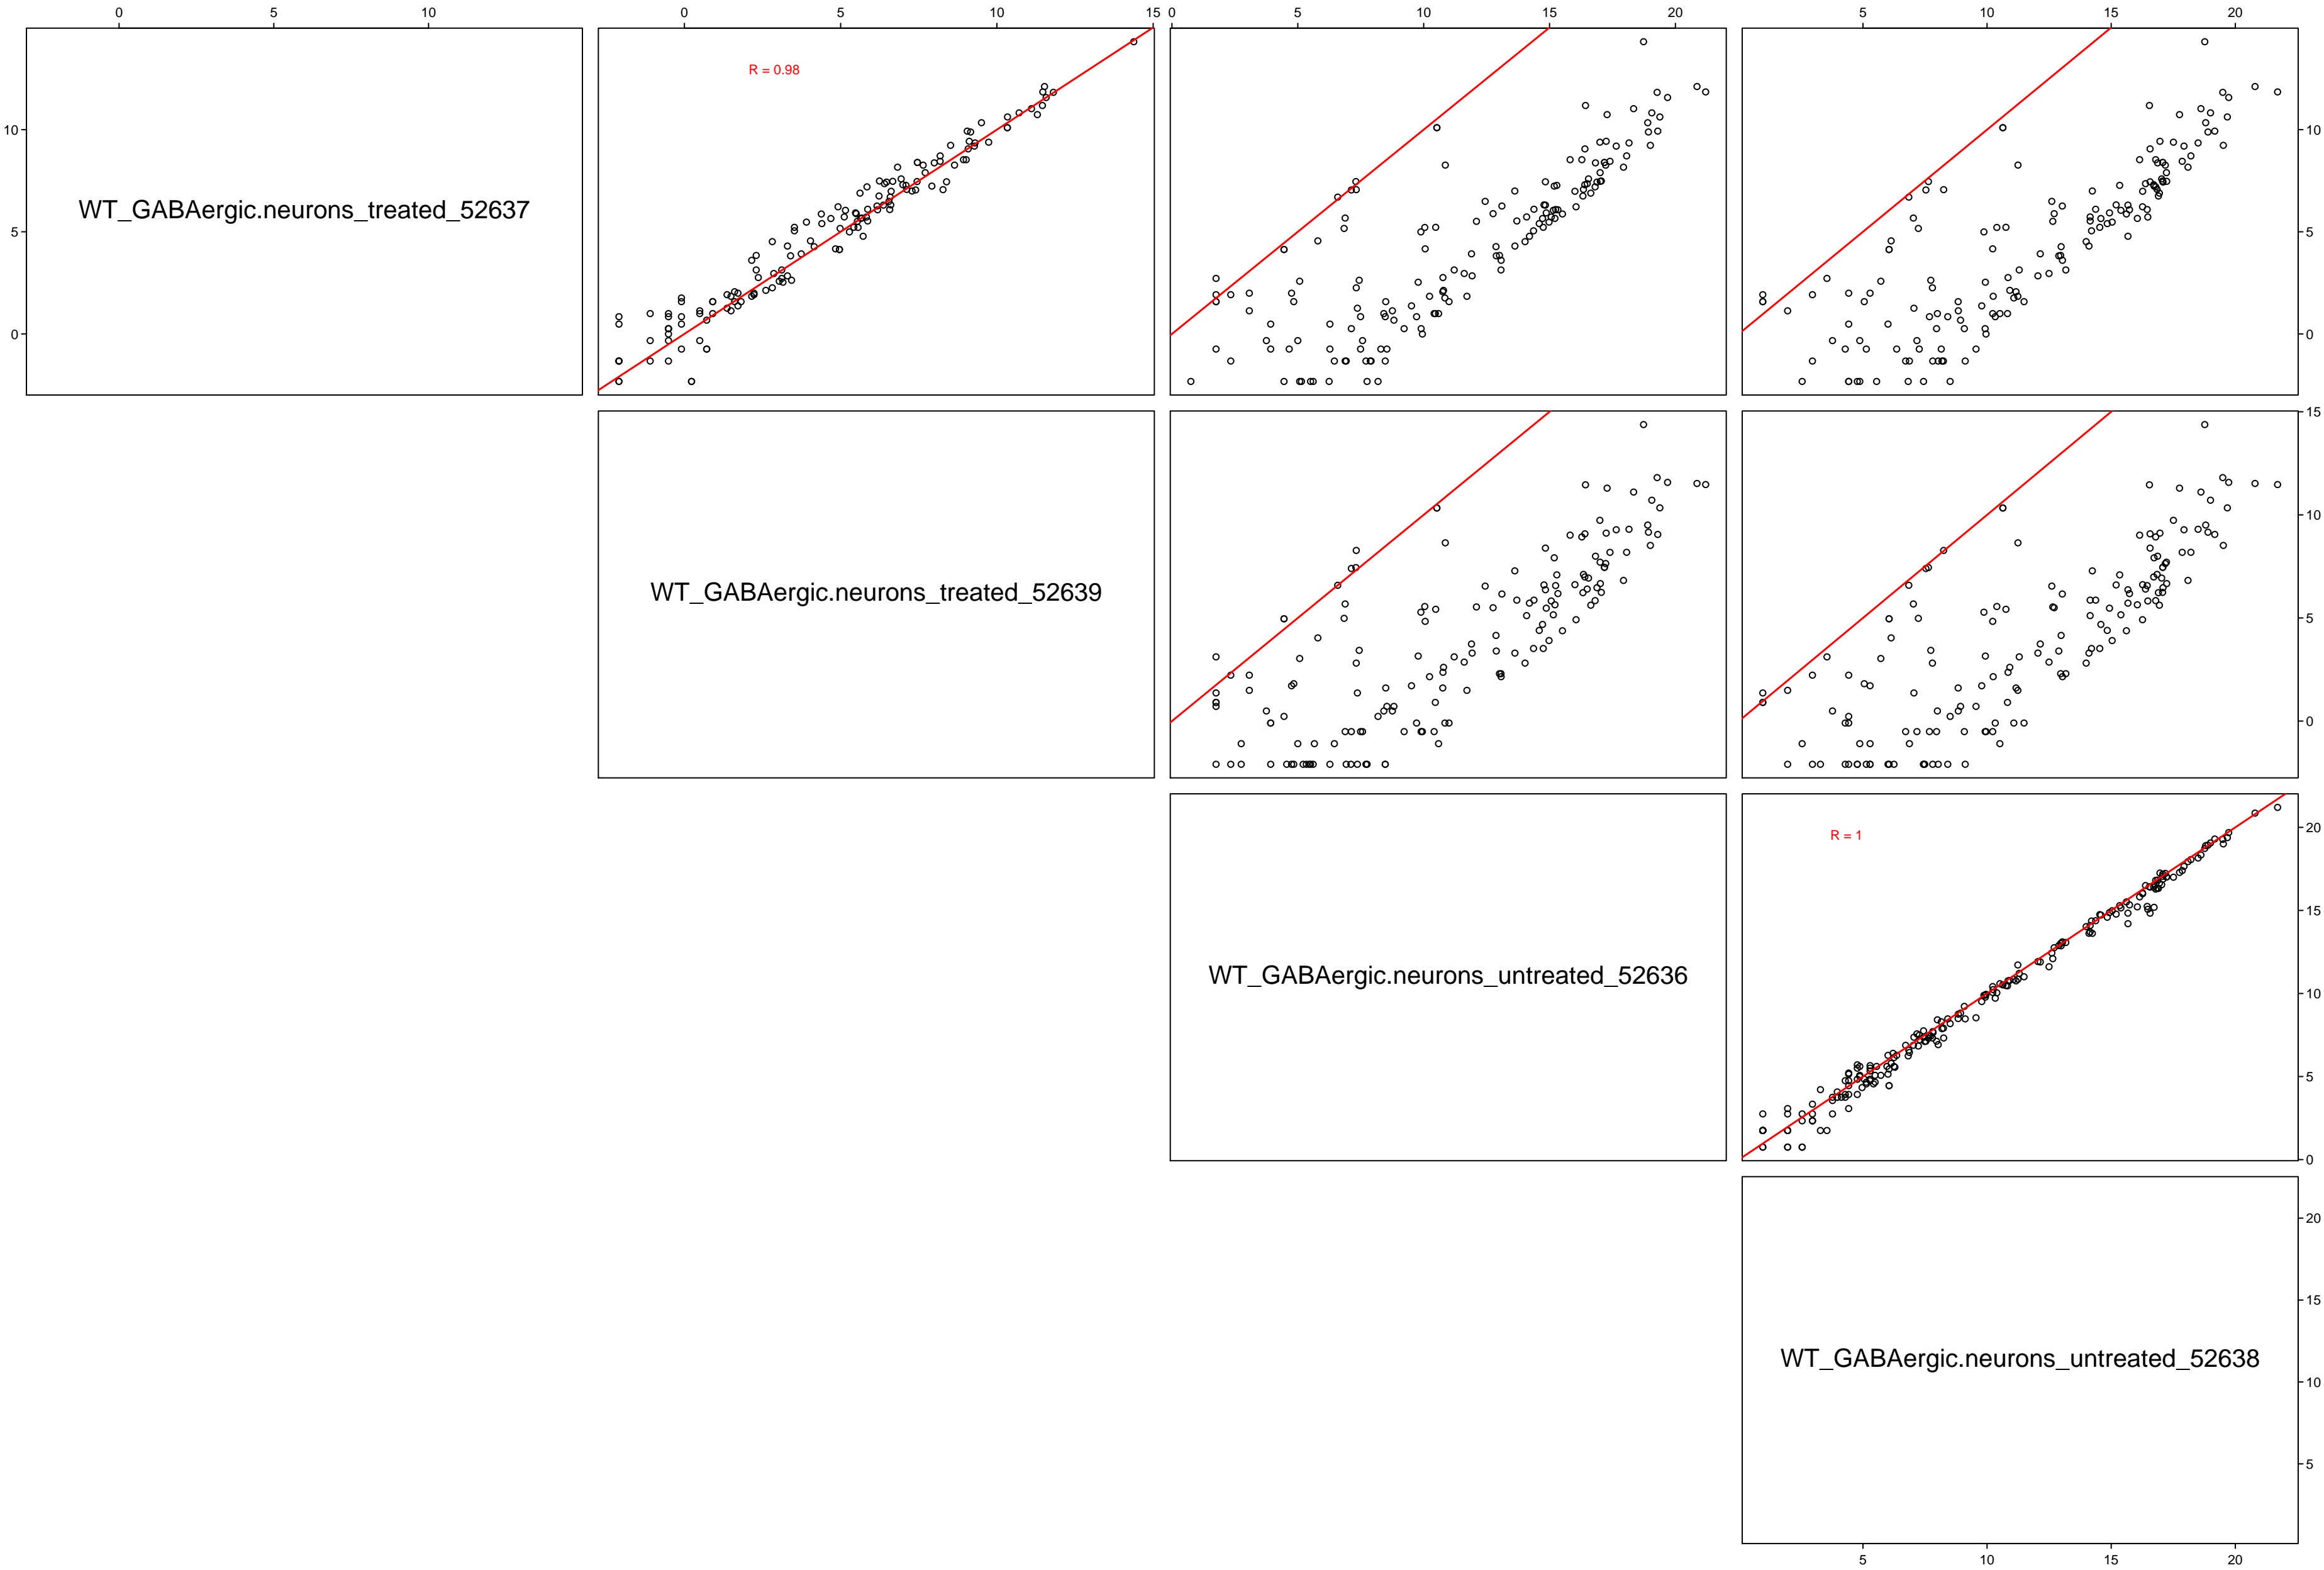 0 5 10 0 5 10 15 0 5 10 15 20 5 10 15 20
R = 0.98
10
5
0
WT_GABAergic.neurons_treated_52637
10
5
0
WT_GABAergic.neurons_treated_52639
15
10
5
0
R = 1
WT_GABAergic.neurons_untreated_52636
20
15
10
5
0
WT_GABAergic.neurons_untreated_52638
20
15
10
5
5 10 15 20